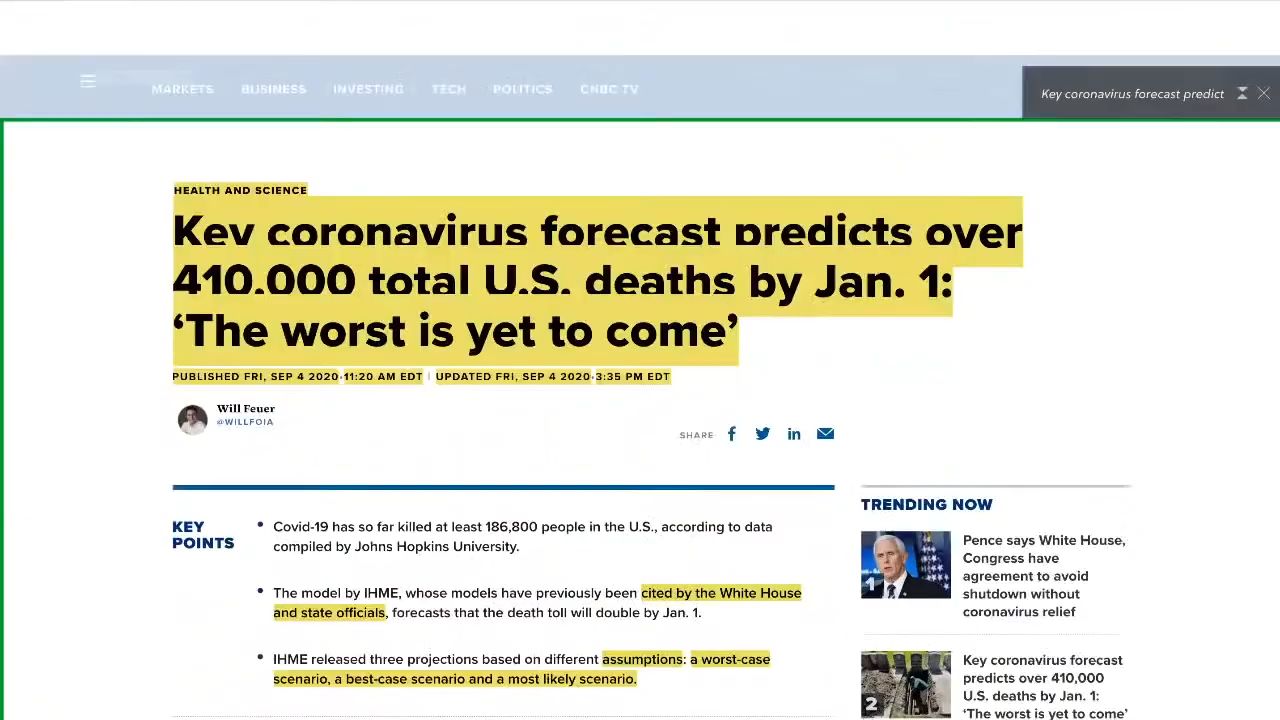 MARKETS BUSINESS INVESTING TECH POLITICS CNBC TV
Key coronavirus forecast predict
HEALTH AND SCIENCE
Key coronavirus forecast predicts over
410,000 total U.S. deaths by Jan. 1:
‘The worst is yet to come’
PUBLISHED FRI, SEP 4 2020·11:20 AM EDT | UPDATED FRI, SEP 4 2020·3:35 PM EDT
Will Feuer
@WILLFOIA
SHARE
KEY
POINTS
Covid-19 has so far killed at least 186,800 people in the U.S., according to data
compiled by Johns Hopkins University.
The model by IHME, whose models have previously been cited by the White House
and state officials, forecasts that the death toll will double by Jan. 1.
IHME released three projections based on different assumptions: a worst-case
scenario, a best-case scenario and a most likely scenario.
TRENDING NOW
1
Pence says White House,
Congress have
agreement to avoid
shutdown without
coronavirus relief
2
Key coronavirus forecast
predicts over 410,000
U.S. deaths by Jan. 1:
‘The worst is yet to come’